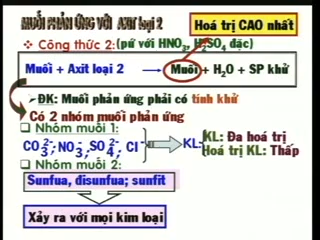 MUỐI PHẢN ỨNG VỚI AXIT loại 2
Hoá trị CAO nhất
Công thức 2: (pứ với HNO3, H2SO4 đặc)
Muối + Axit loại 2 → Muối + H2O + SP khử
ĐK: Muối phản ứng phải có tính khử
Có 2 nhóm muối phản ứng
Nhóm muối 1:
CO3^2-; NO3^-; SO4^2-; Cl^-
KL: Đa hoá trị
Hoá trị KL: Thấp
Nhóm muối 2:
Sunfua, disunfua; sunfit
Xảy ra với mọi kim loại